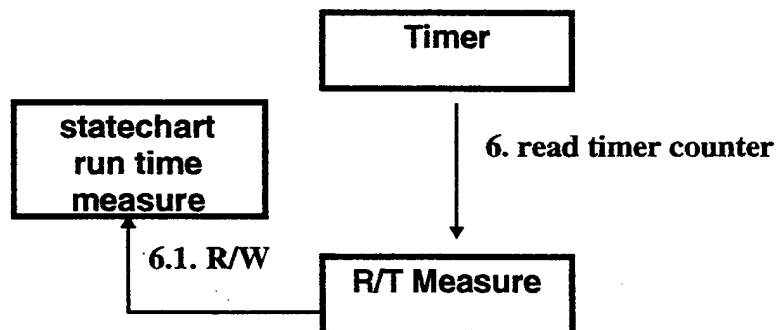 Timer
statechart
run time
measure
6. read timer counter
6.1. R/W
R/T Measure